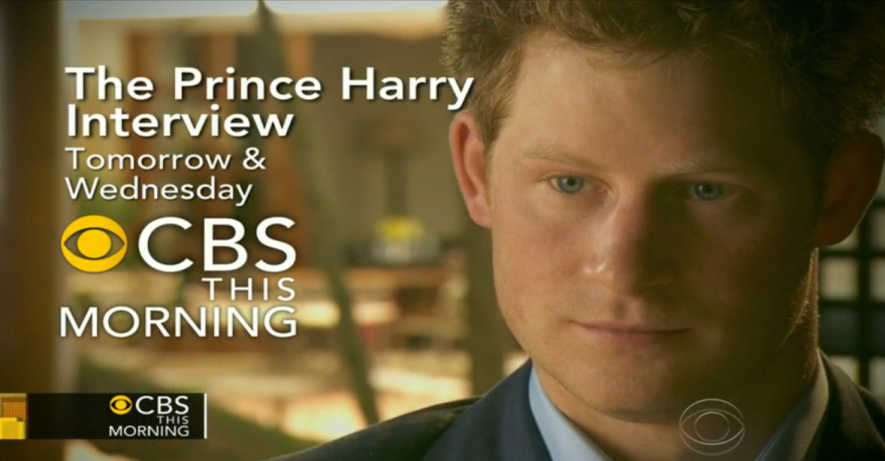 The Prince Harry
Interview
Tomorrow &
Wednesday
CBS
THIS
MORNING
CBS
THIS
MORNING